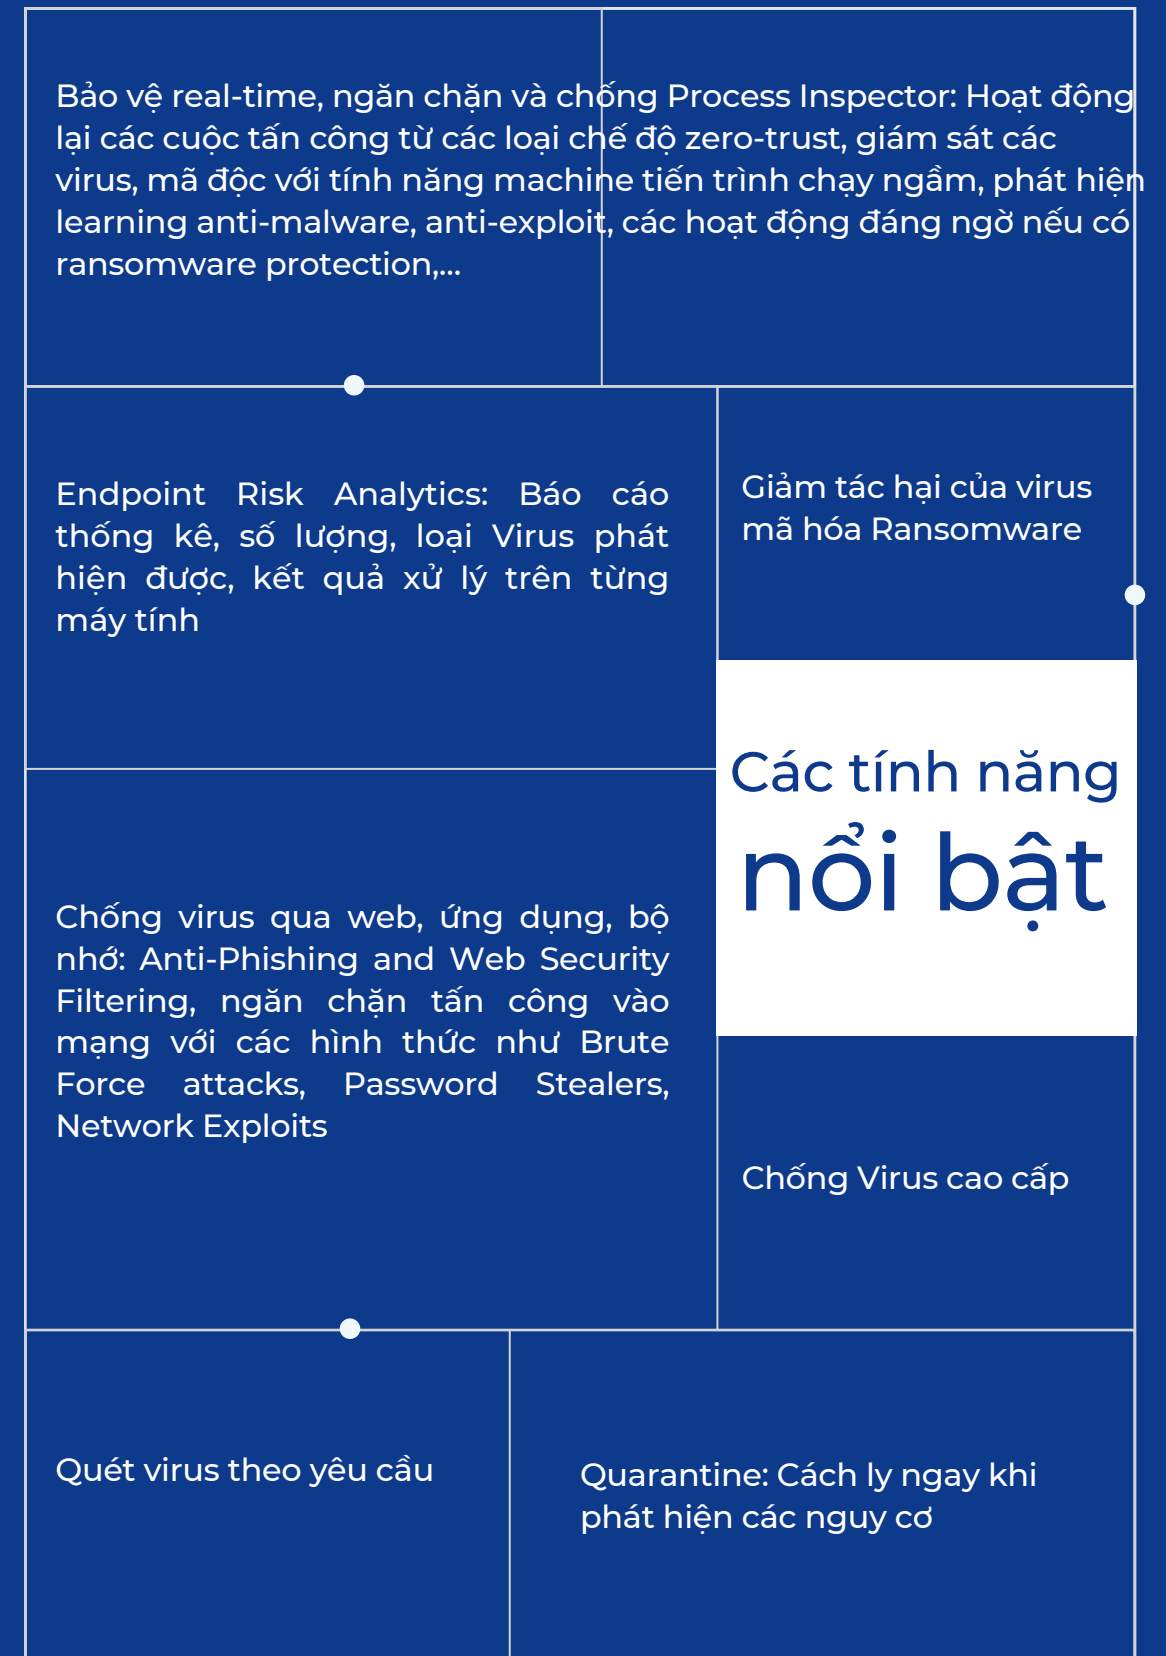 Bảo vệ real-time, ngăn chặn và chống Process Inspector: Hoạt động
lại các cuộc tấn công từ các loại chế độ zero-trust, giám sát các
virus, mã độc với tính năng machine tiến trình chạy ngầm, phát hiện
learning anti-malware, anti-exploit, các hoạt động đáng ngờ nếu có
ransomware protection,...
Endpoint Risk Analytics: Báo cáo
thống kê, số lượng, loại Virus phát
hiện được, kết quả xử lý trên từng
máy tính
Giảm tác hại của virus
mã hóa Ransomware
Các tính năng
nổi bật
Chống virus qua web, ứng dụng, bộ
nhớ: Anti-Phishing and Web Security
Filtering, ngăn chặn tấn công vào
mạng với các hình thức như Brute
Force attacks, Password Stealers,
Network Exploits
Chống Virus cao cấp
Quét virus theo yêu cầu
Quarantine: Cách ly ngay khi
phát hiện các nguy cơ